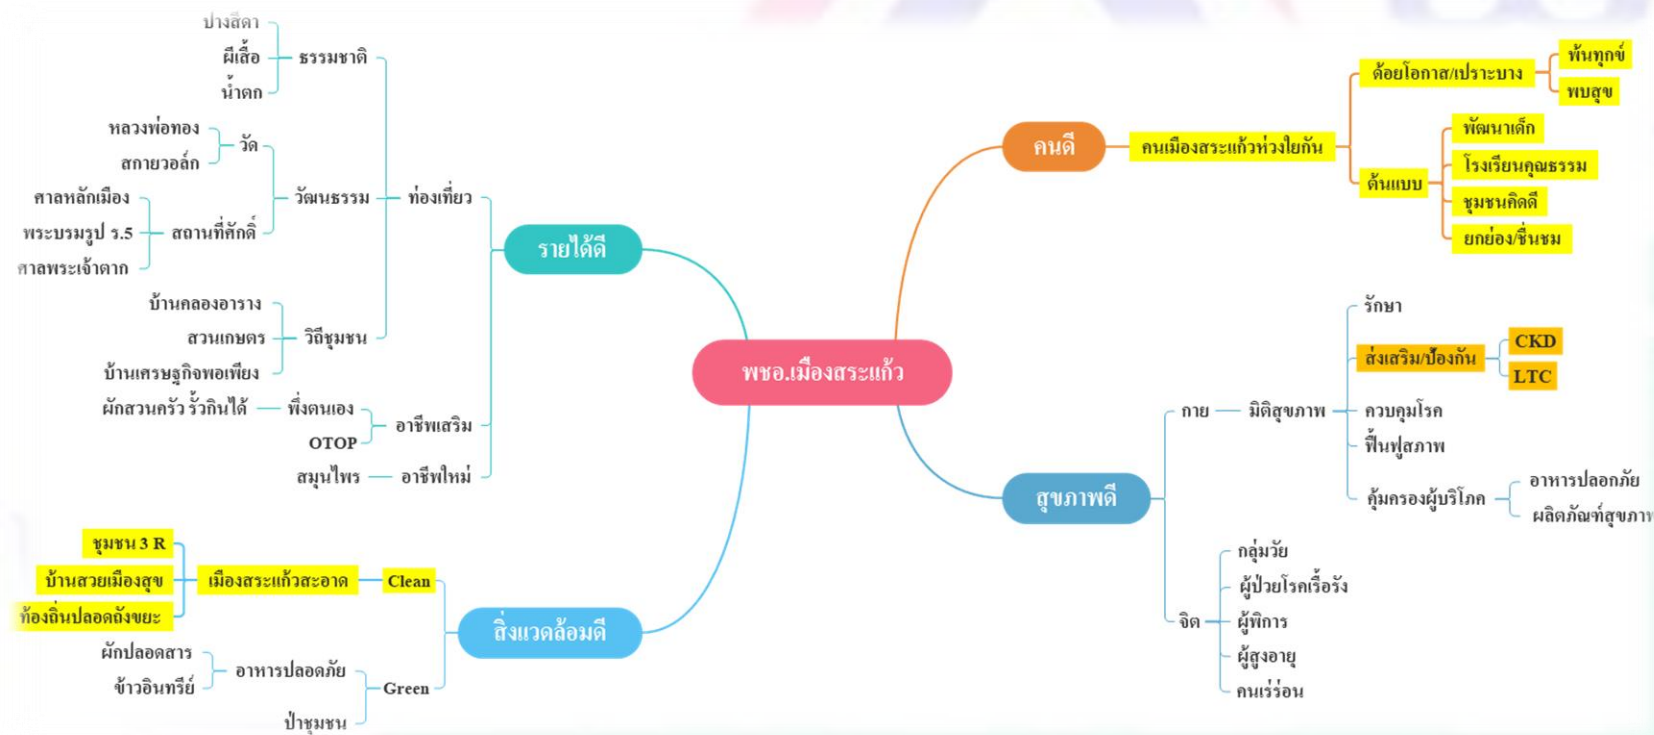 พชอ.เมืองสระแก้ว
คนดี
คนเมืองสระแก้วห่วงใยกัน
ด้อยโอกาส/เปราะบาง
พ้นทุกข์
พบสุข
ต้นแบบ
พัฒนาเด็ก
โรงเรียนคุณธรรม
ชุมชนคิดดี
ยกย่อง/ชื่นชม
สุขภาพดี
กาย
มิติสุขภาพ
รักษา
ส่งเสริม/ป้องกัน
CKD
LTC
ควบคุมโรค
ฟื้นฟูสภาพ
คุ้มครองผู้บริโภค
อาหารปลอกภัย
ผลิตภัณฑ์สุขภาพ
จิต
กลุ่มวัย
ผู้ป่วยโรคเรื้อรัง
ผู้พิการ
ผู้สูงอายุ
คนเร่ร่อน
รายได้ดี
ท่องเที่ยว
ธรรมชาติ
ปางสีดา
ผีเสื้อ
น้ำตก
วัฒนธรรม
วัด
หลวงพ่อทอง
สกายวอล์ก
สถานที่ศักดิ์
ศาลหลักเมือง
พระบรมรูป ร.5
ศาลพระเจ้าตาก
วิถีชุมชน
บ้านคลองอาราง
สวนเกษตร
บ้านเศรษฐกิจพอเพียง
อาชีพเสริม
พึ่งตนเอง
ผักสวนครัว รั้วกินได้
OTOP
อาชีพใหม่
สมุนไพร
สิ่งแวดล้อมดี
Clean
เมืองสระแก้วสะอาด
ชุมชน 3 R
บ้านสวยเมืองสุข
ท้องถิ่นปลอดถังขยะ
Green
อาหารปลอดภัย
ผักปลอดสาร
ข้าวอินทรีย์
ป่าชุมชน